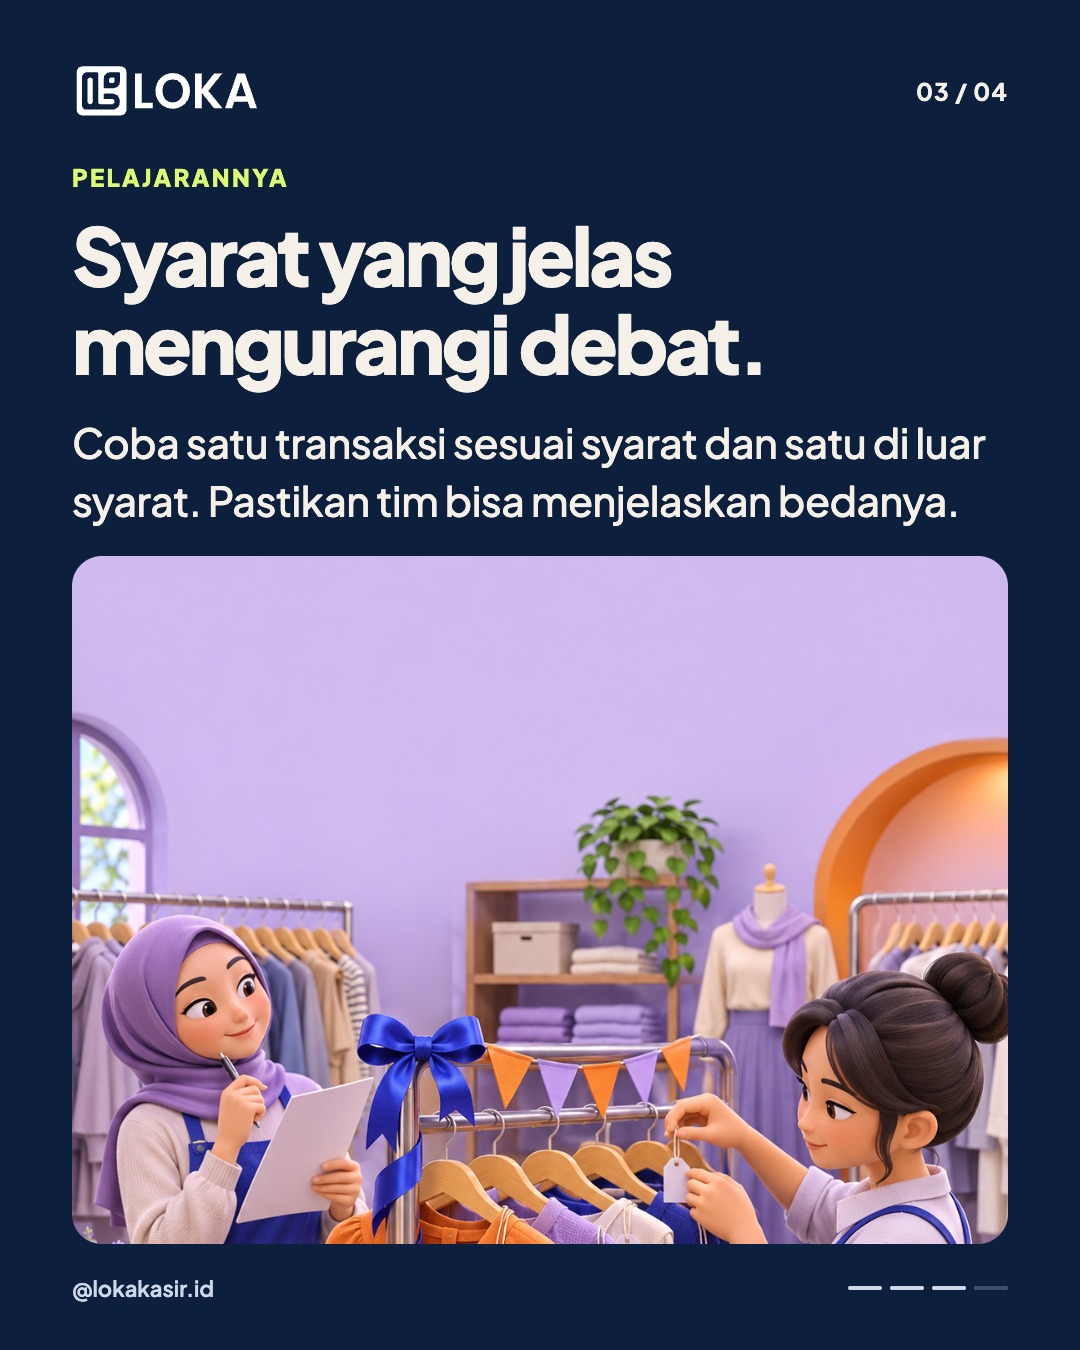 LOKA
03 / 04
PELAJARANNYA
Syarat yang jelas
mengurangi debat.
Coba satu transaksi sesuai syarat dan satu di luar
syarat. Pastikan tim bisa menjelaskan bedanya.
@lokakasir.id